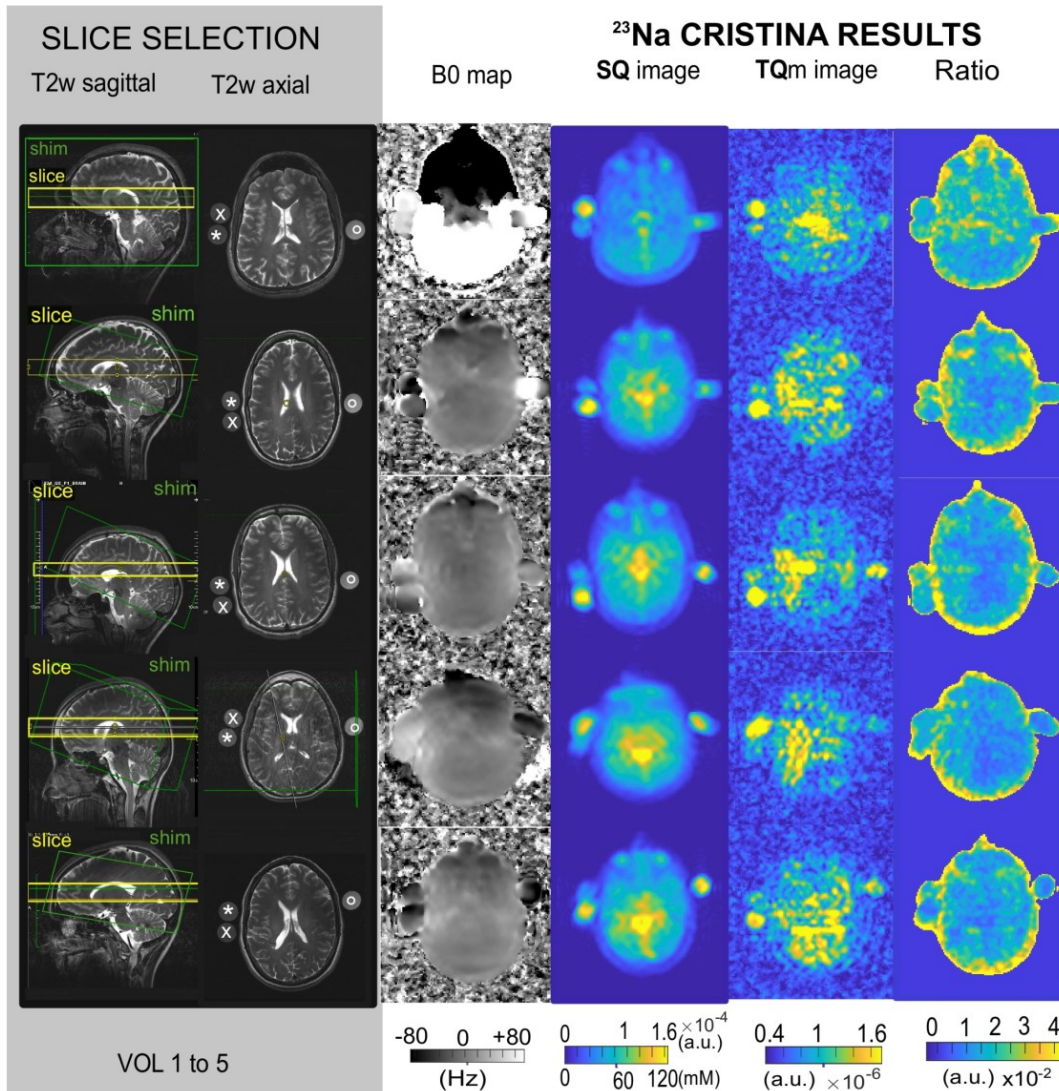 SLICE SELECTION
²³Na CRISTINA RESULTS
T2w sagittal
T2w axial
B0 map
SQ image
TQm image
Ratio
shim
slice
x
*
o
slice
shim
*
x
o
slice
shim
*
x
o
slice
shim
x
*
o
slice
shim
*
x
o
VOL 1 to 5
-80 0 +80
(Hz)
0 1 1.6 ×10⁻⁴
(a.u.)
0 60 120 (mM)
0.4 1 1.6
(a.u.) ×10⁻⁶
0 1 2 3 4
(a.u.) x10⁻²